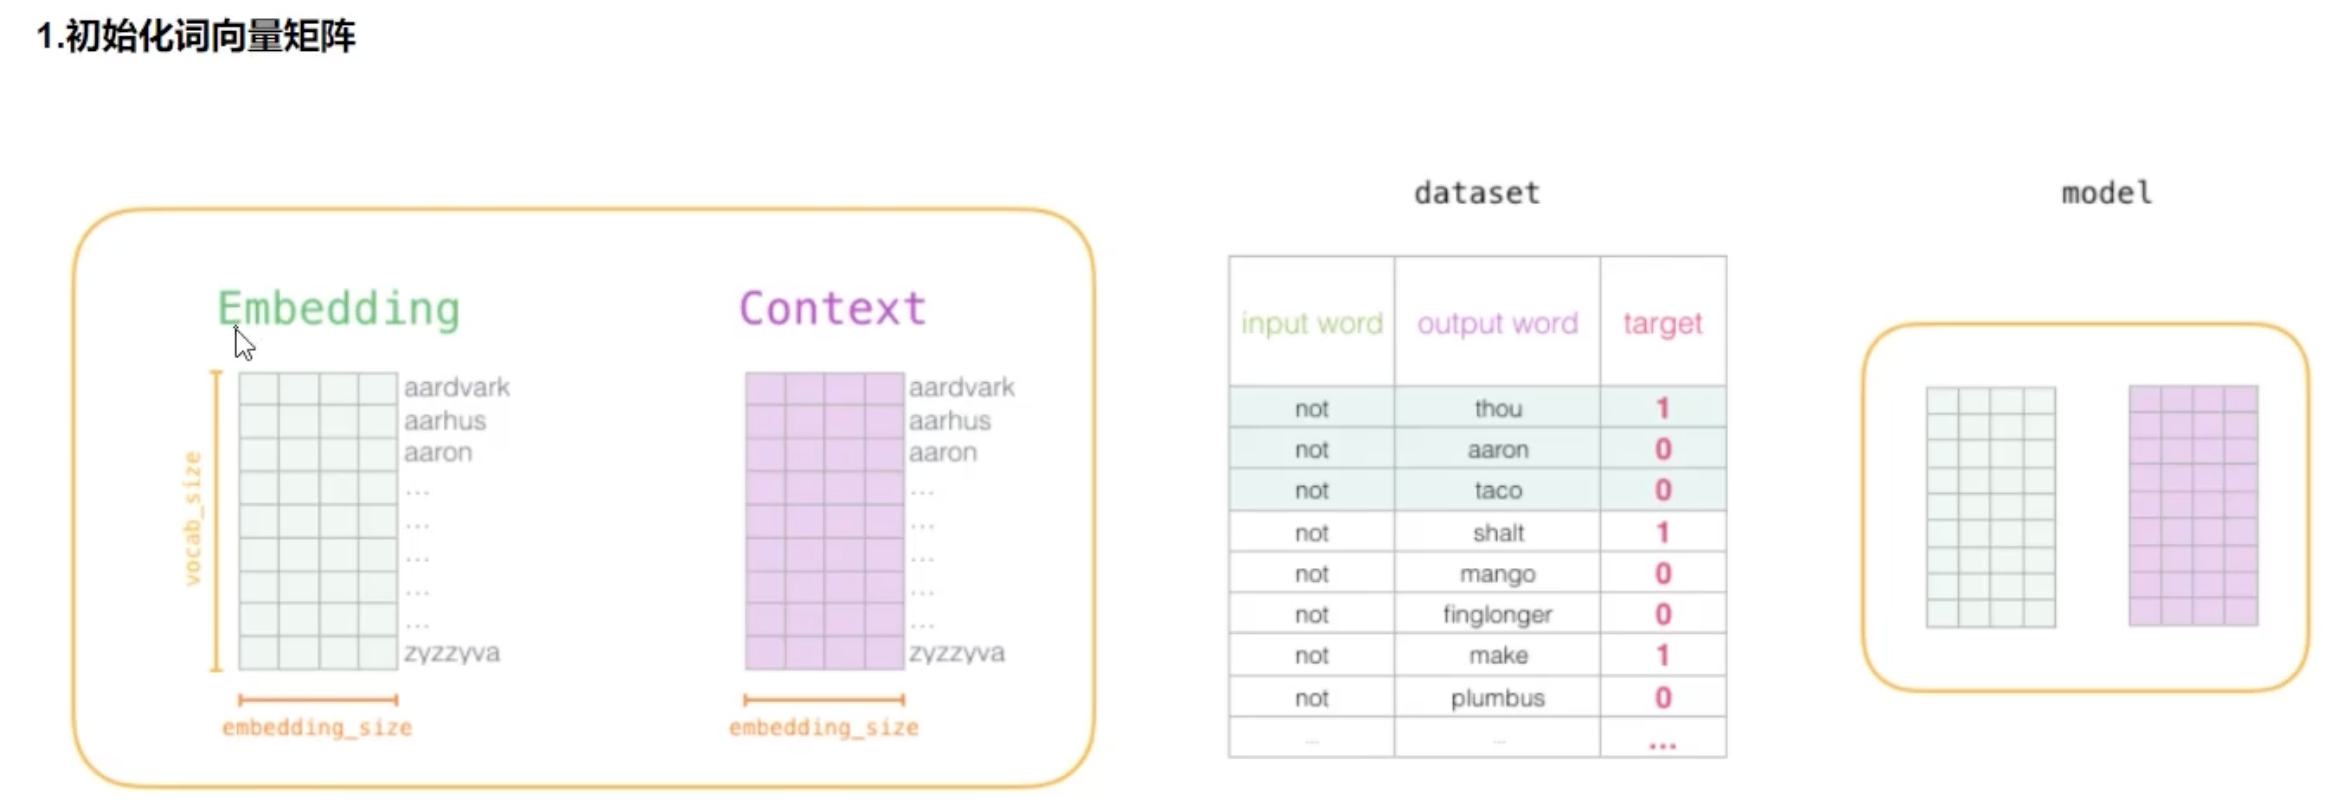 1.初始化词向量矩阵
Embedding
Context
vocab_size
aardvark
aarhus
aaron
...
...
...
...
...
zyzzyva
embedding_size
aardvark
aarhus
aaron
...
...
...
...
...
zyzzyva
embedding_size
dataset
input word output word target
not thou 1
not aaron 0
not taco 0
not shalt 1
not mango 0
not finglonger 0
not make 1
not plumbus 0
... ... ...
model